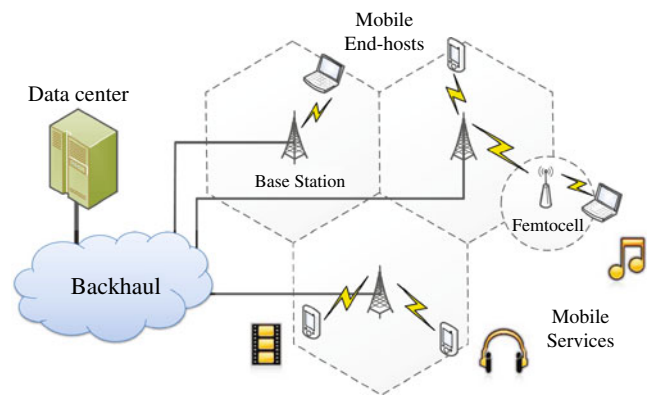 Mobile
End-hosts
Data center
Base Station
Femtocell
Backhaul
Mobile
Services